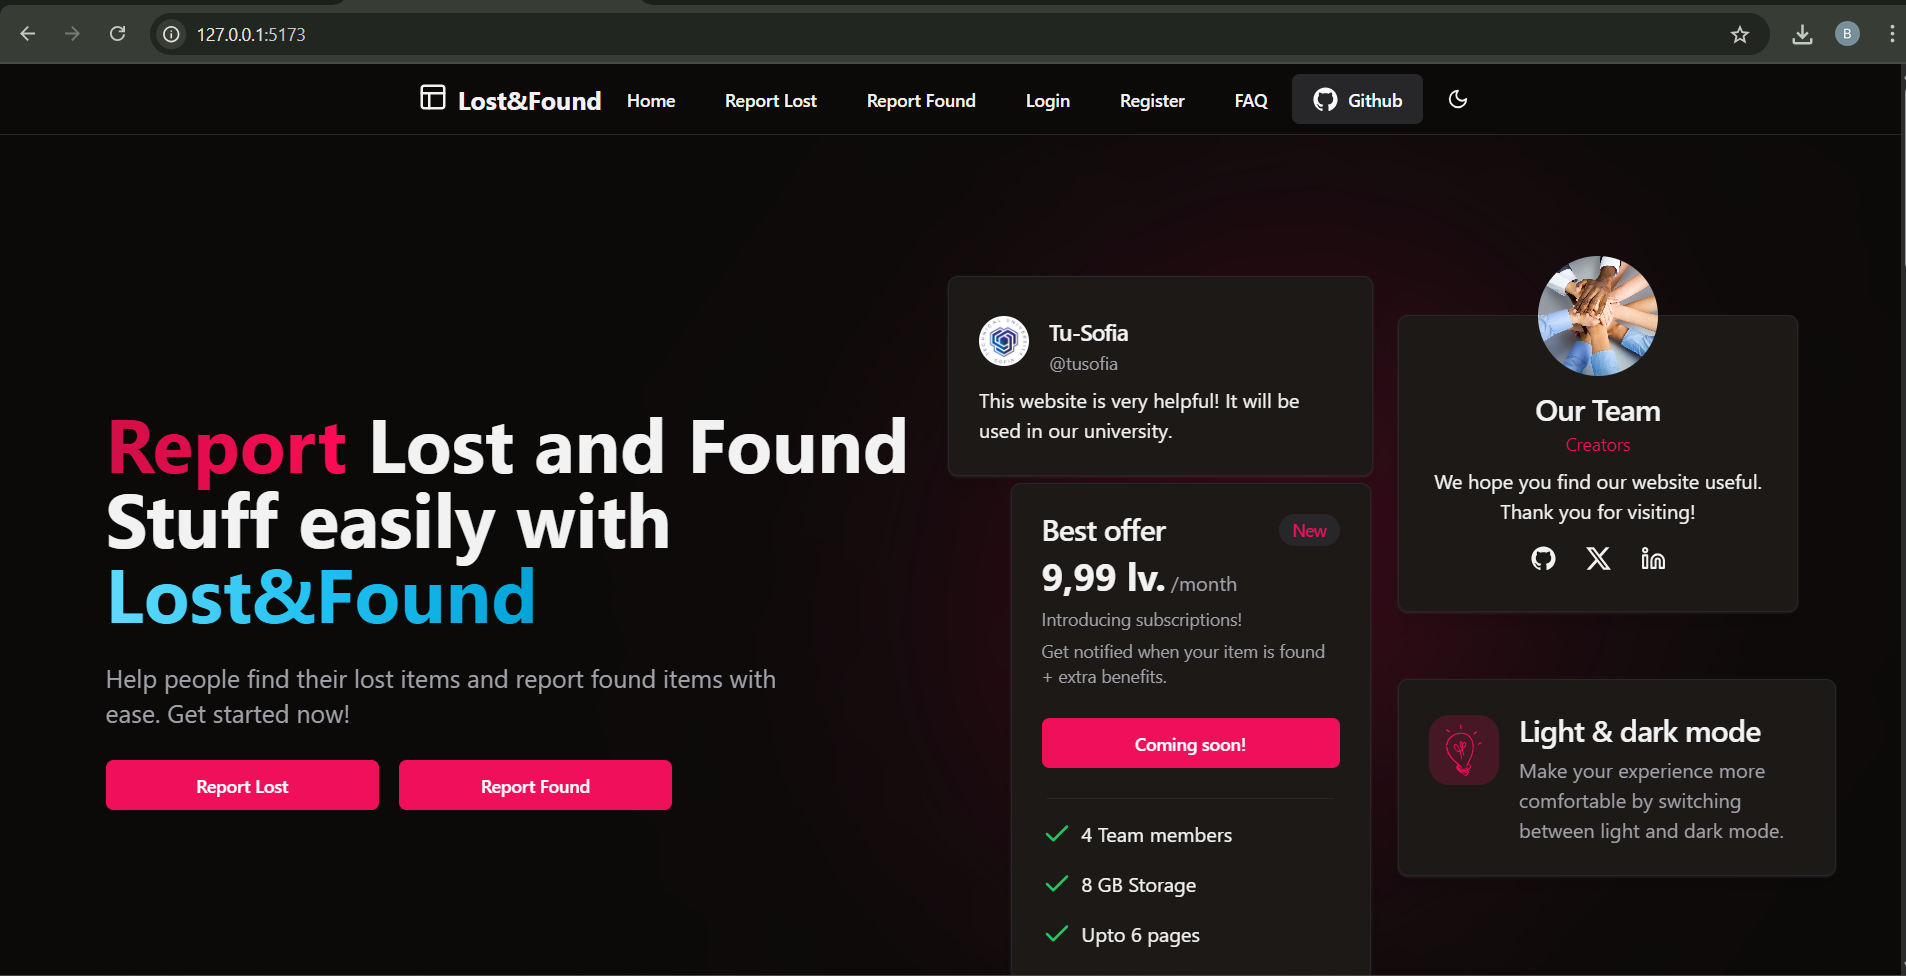 127.0.0.1:5173
B
Lost&Found Home Report Lost Report Found Login Register FAQ Github
Report Lost and Found
Stuff easily with
Lost&Found
Help people find their lost items and report found items with
ease. Get started now!
Report Lost Report Found
Tu-Sofia
@tusofia
This website is very helpful! It will be
used in our university.
Best offer New
9,99 lv. /month
Introducing subscriptions!
Get notified when your item is found
+ extra benefits.
Coming soon!
4 Team members
8 GB Storage
Upto 6 pages
Our Team
Creators
We hope you find our website useful.
Thank you for visiting!
Light & dark mode
Make your experience more
comfortable by switching
between light and dark mode.